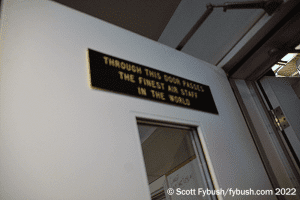 THROUGH THIS DOOR PASSES
THE FINEST AIR STAFF
IN THE WORLD
© Scott Fybush/fybush.com 2022